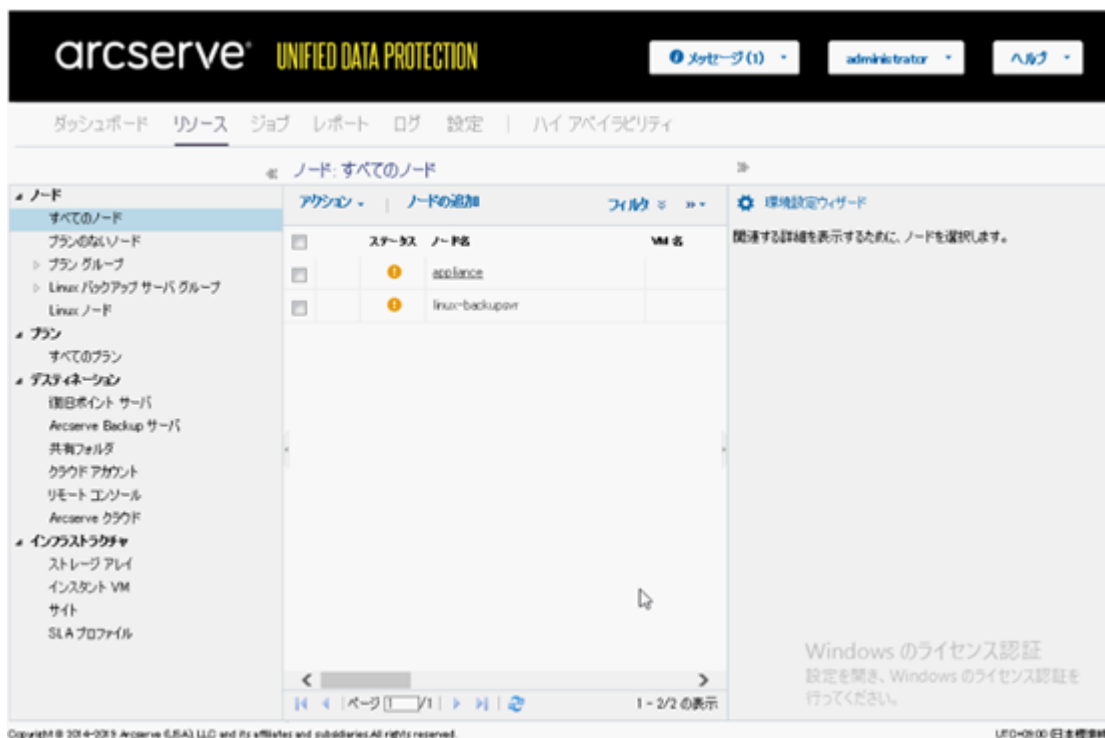 arcserve® UNIFIED DATA PROTECTION
メッセージ (1)
administrator
ヘルプ
ダッシュボード リソース ジョブ レポート ログ 設定 | ハイ アベイラビリティ
ノード: すべてのノード
ノード
すべてのノード
プランのないノード
プラン グループ
Linux バックアップ サーバ グループ
Linux ノード
プラン
すべてのプラン
デスティネーション
復旧ポイント サーバ
Arcserve Backup サーバ
共有フォルダ
クラウド アカウント
リモート コンソール
Arcserve クラウド
インフラストラクチャ
ストレージ アレイ
インスタント VM
サイト
SLA プロファイル
アクション | ノードの追加 フィルタ
ステータス ノード名 VM 名
appliance
linux-backupsvr
ページ 1 /1
1 - 2/2 の表示
環境設定ウィザード
関連する詳細を表示するために、ノードを選択します。
Windows のライセンス認証
設定を開き、Windows のライセンス認証を
行ってください。
Copyright © 2014-2019 Arcserve (USA), LLC and its affiliates and subsidiaries. All rights reserved.
UTC+09:00 (日本標準時